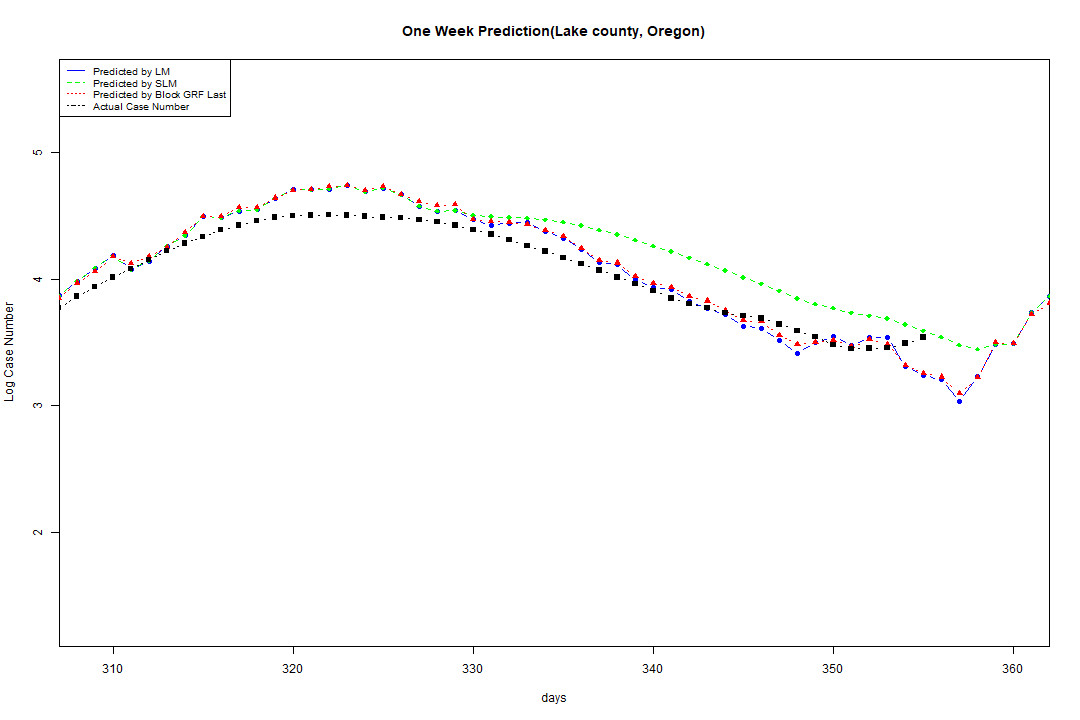 One Week Prediction(Lake county, Oregon)
Predicted by LM
Predicted by SLM
Predicted by Block GRF Last
Actual Case Number
5
4
3
2
Log Case Number
310 320 330 340 350 360
days